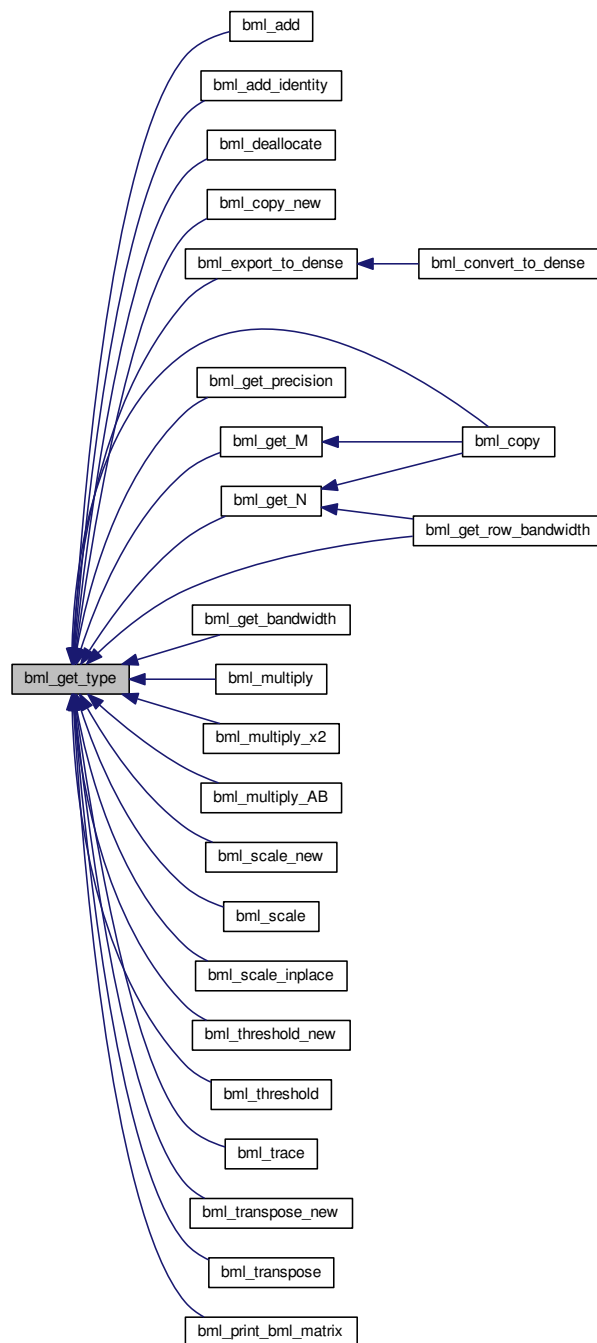 bml_add
bml_add_identity
bml_deallocate
bml_copy_new
bml_export_to_dense
bml_convert_to_dense
bml_get_precision
bml_get_M
bml_copy
bml_get_N
bml_get_row_bandwidth
bml_get_bandwidth
bml_get_type
bml_multiply
bml_multiply_x2
bml_multiply_AB
bml_scale_new
bml_scale
bml_scale_inplace
bml_threshold_new
bml_threshold
bml_trace
bml_transpose_new
bml_transpose
bml_print_bml_matrix